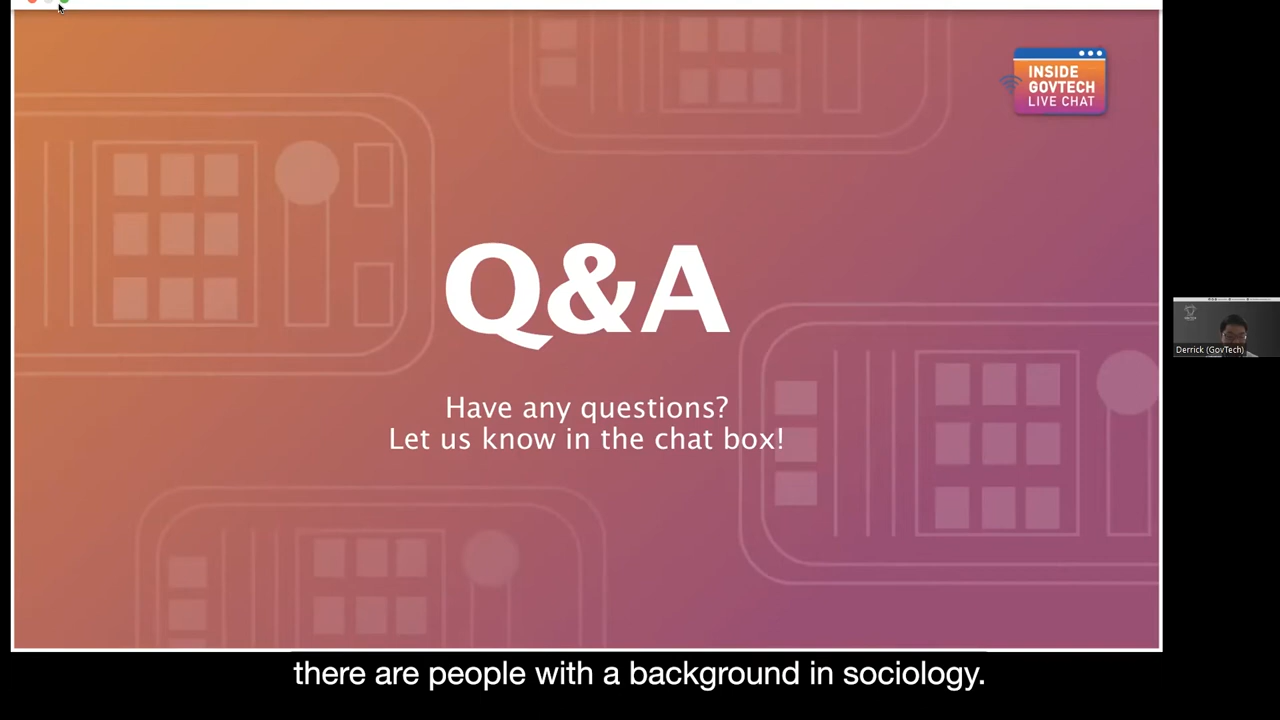 INSIDE
GOVTECH
LIVE CHAT
Q&A
Have any questions?
Let us know in the chat box!
Derrick (GovTech)
there are people with a background in sociology.